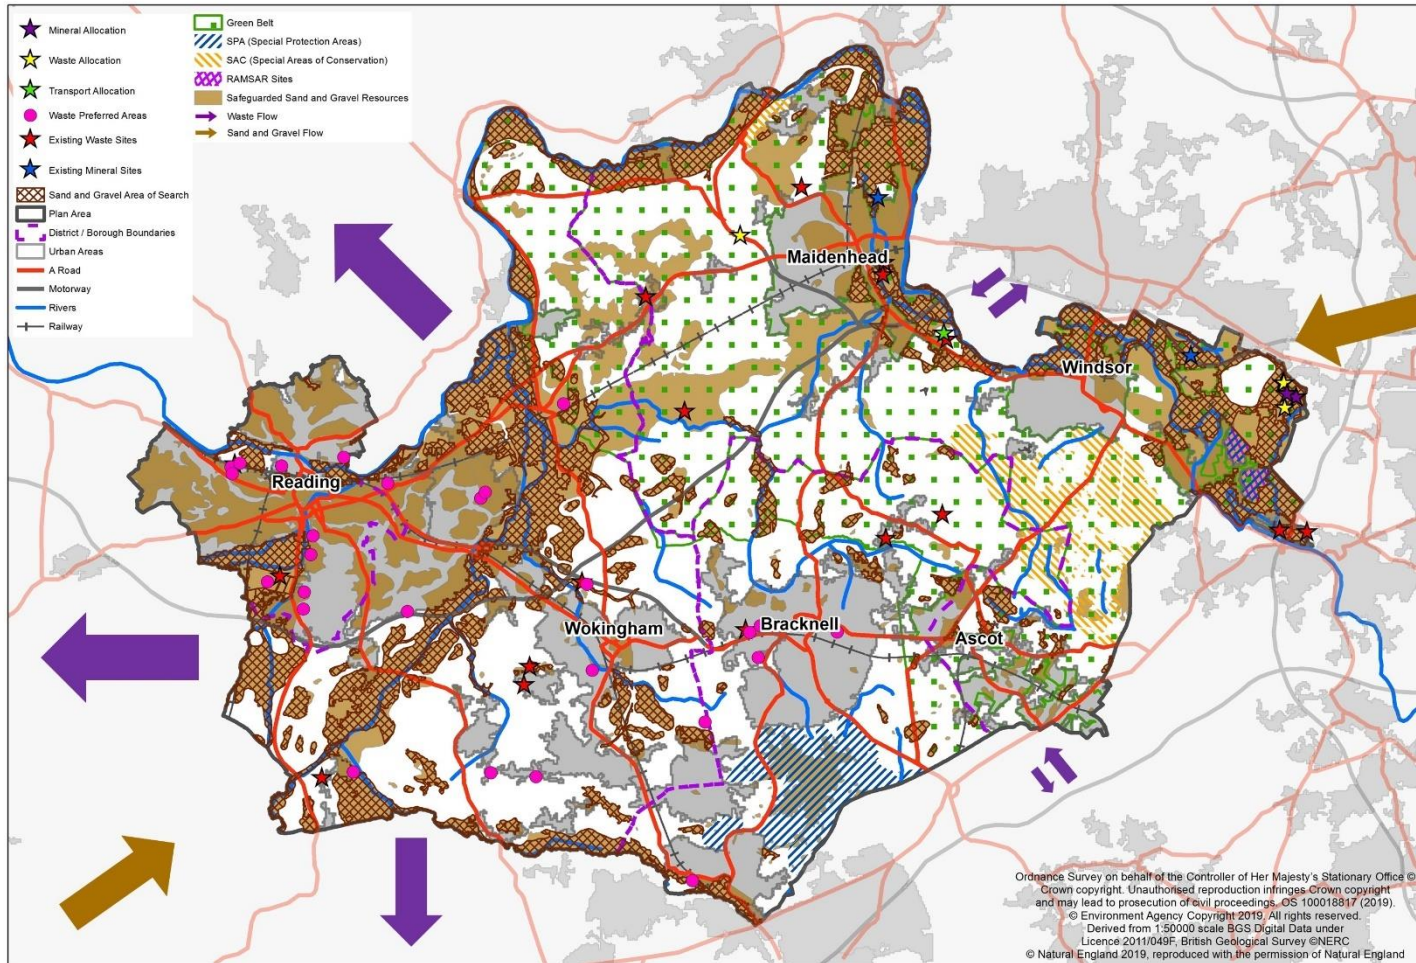 Mineral Allocation
Waste Allocation
Transport Allocation
Waste Preferred Areas
Existing Waste Sites
Existing Mineral Sites
Sand and Gravel Area of Search
Plan Area
District / Borough Boundaries
Urban Areas
A Road
Motorway
Rivers
Railway
Green Belt
SPA (Special Protection Areas)
SAC (Special Areas of Conservation)
RAMSAR Sites
Safeguarded Sand and Gravel Resources
Waste Flow
Sand and Gravel Flow
Maidenhead
Windsor
Reading
Wokingham
Bracknell
Ascot
Ordnance Survey on behalf of the Controller of Her Majesty's Stationary Office ©
Crown copyright. Unauthorised reproduction infringes Crown copyright
and may lead to prosecution of civil proceedings. OS 100018817 (2019).
© Environment Agency Copyright 2019. All rights reserved.
Derived from 1:50000 scale BGS Digital Data under
Licence 2011/049F, British Geological Survey ©NERC
© Natural England 2019, reproduced with the permission of Natural England